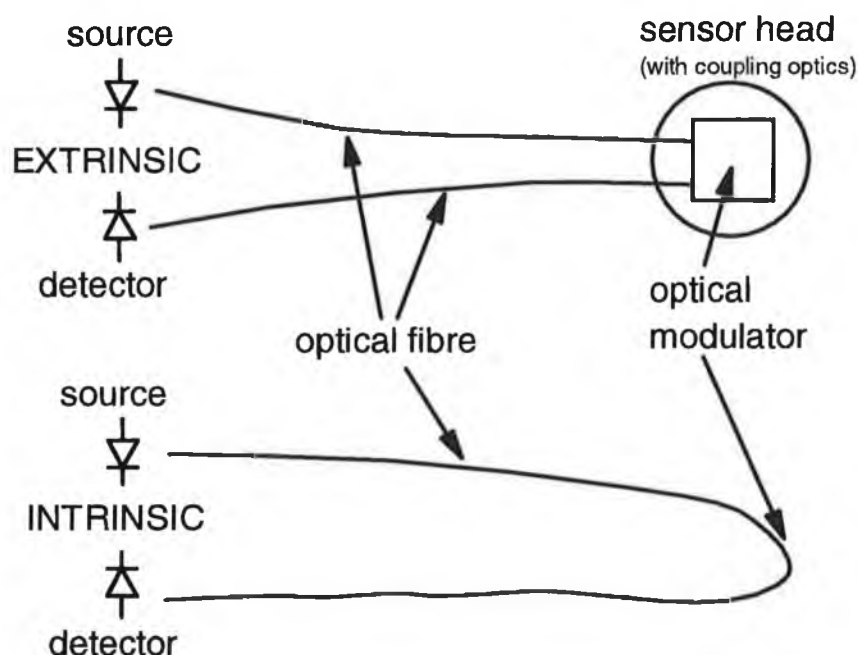 source
sensor head
(with coupling optics)
EXTRINSIC
detector
optical
modulator
optical fibre
source
INTRINSIC
detector